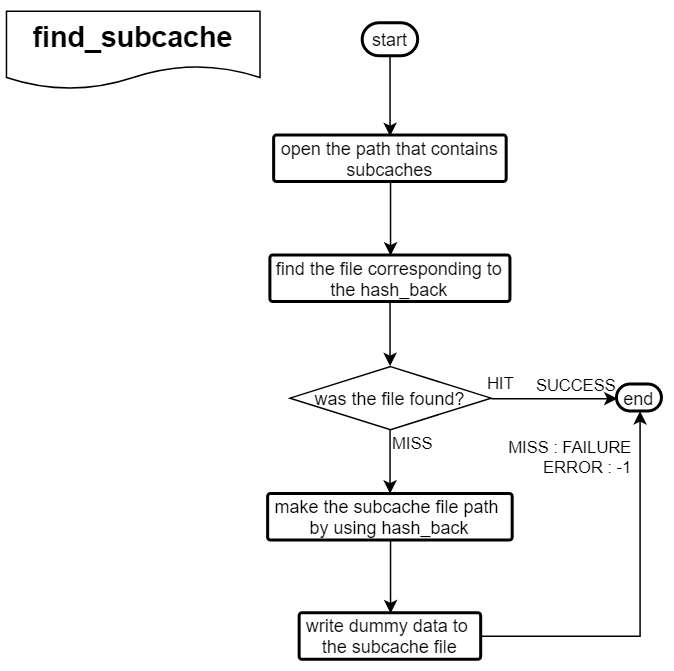 find_subcache
start
open the path that contains
subcaches
find the file corresponding to
the hash_back
was the file found?
HIT
SUCCESS
end
MISS
MISS : FAILURE
ERROR : -1
make the subcache file path
by using hash_back
write dummy data to
the subcache file